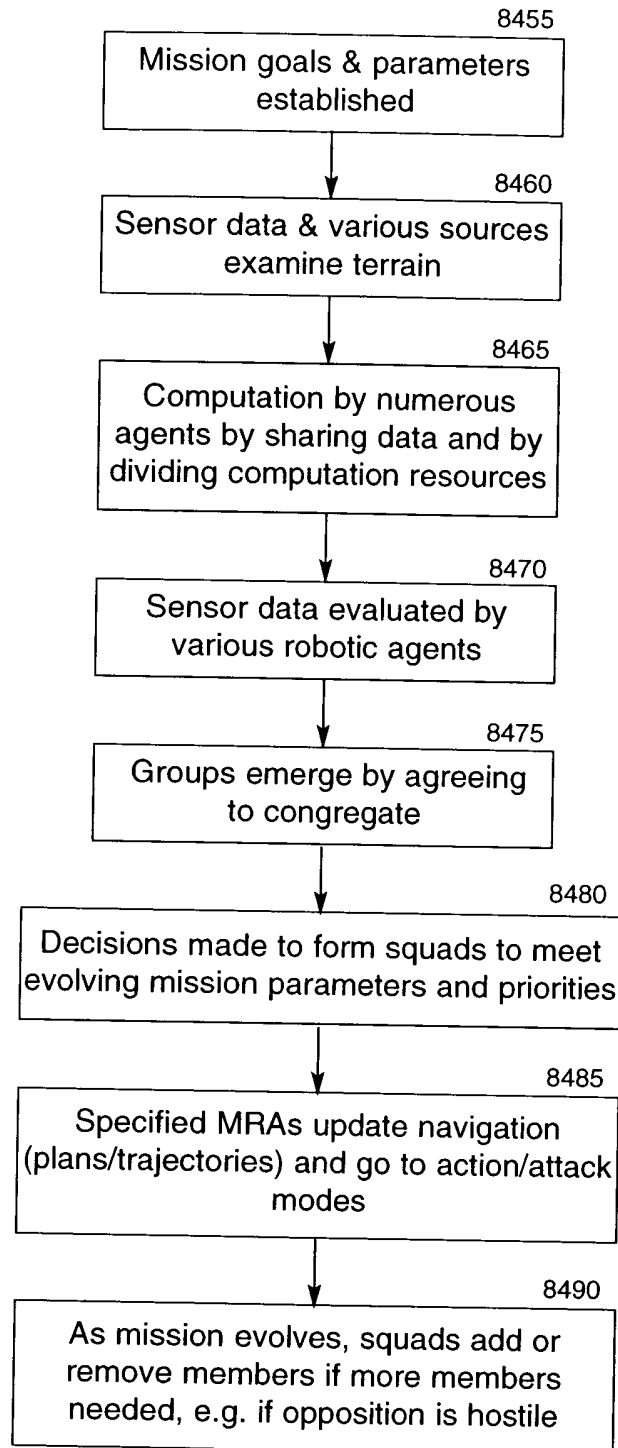 8455
Mission goals & parameters
established
8460
Sensor data & various sources
examine terrain
8465
Computation by numerous
agents by sharing data and by
dividing computation resources
8470
Sensor data evaluated by
various robotic agents
8475
Groups emerge by agreeing
to congregate
8480
Decisions made to form squads to meet
evolving mission parameters and priorities
8485
Specified MRAs update navigation
(plans/trajectories) and go to action/attack
modes
8490
As mission evolves, squads add or
remove members if more members
needed, e.g. if opposition is hostile